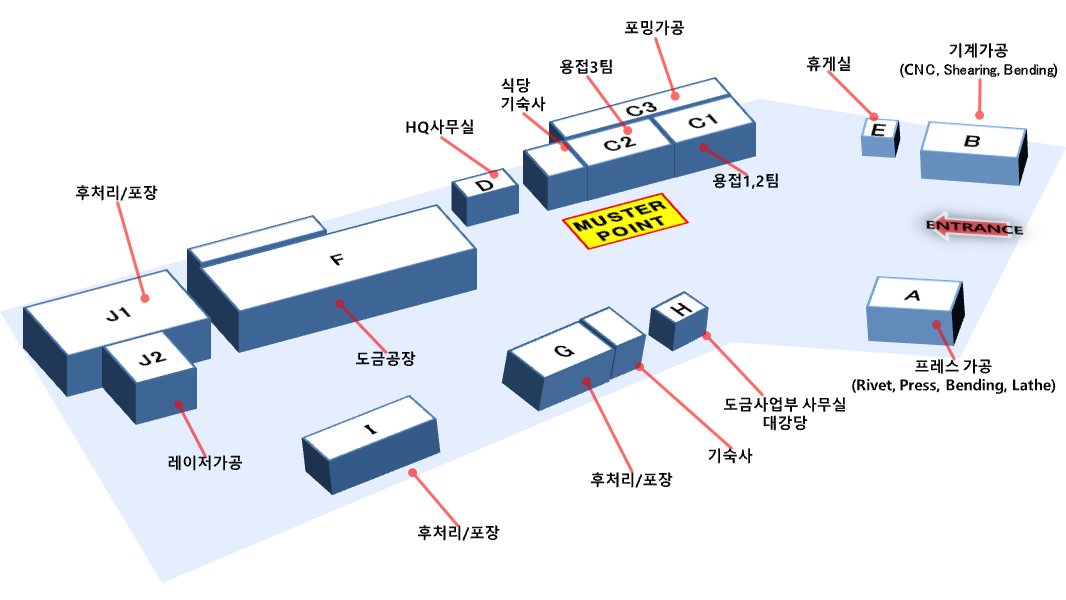 포밍가공
기계가공
(CNC, Shearing, Bending)
용접3팀
휴게실
식당
기숙사
HQ사무실
C3
C2
C1
E
B
D
용접1,2팀
후처리/포장
MUSTER
POINT
ENTRANCE
F
A
J1
J2
도금공장
G
H
프레스 가공
(Rivet, Press, Bending, Lathe)
도금사업부 사무실
대강당
I
기숙사
레이저가공
후처리/포장
후처리/포장